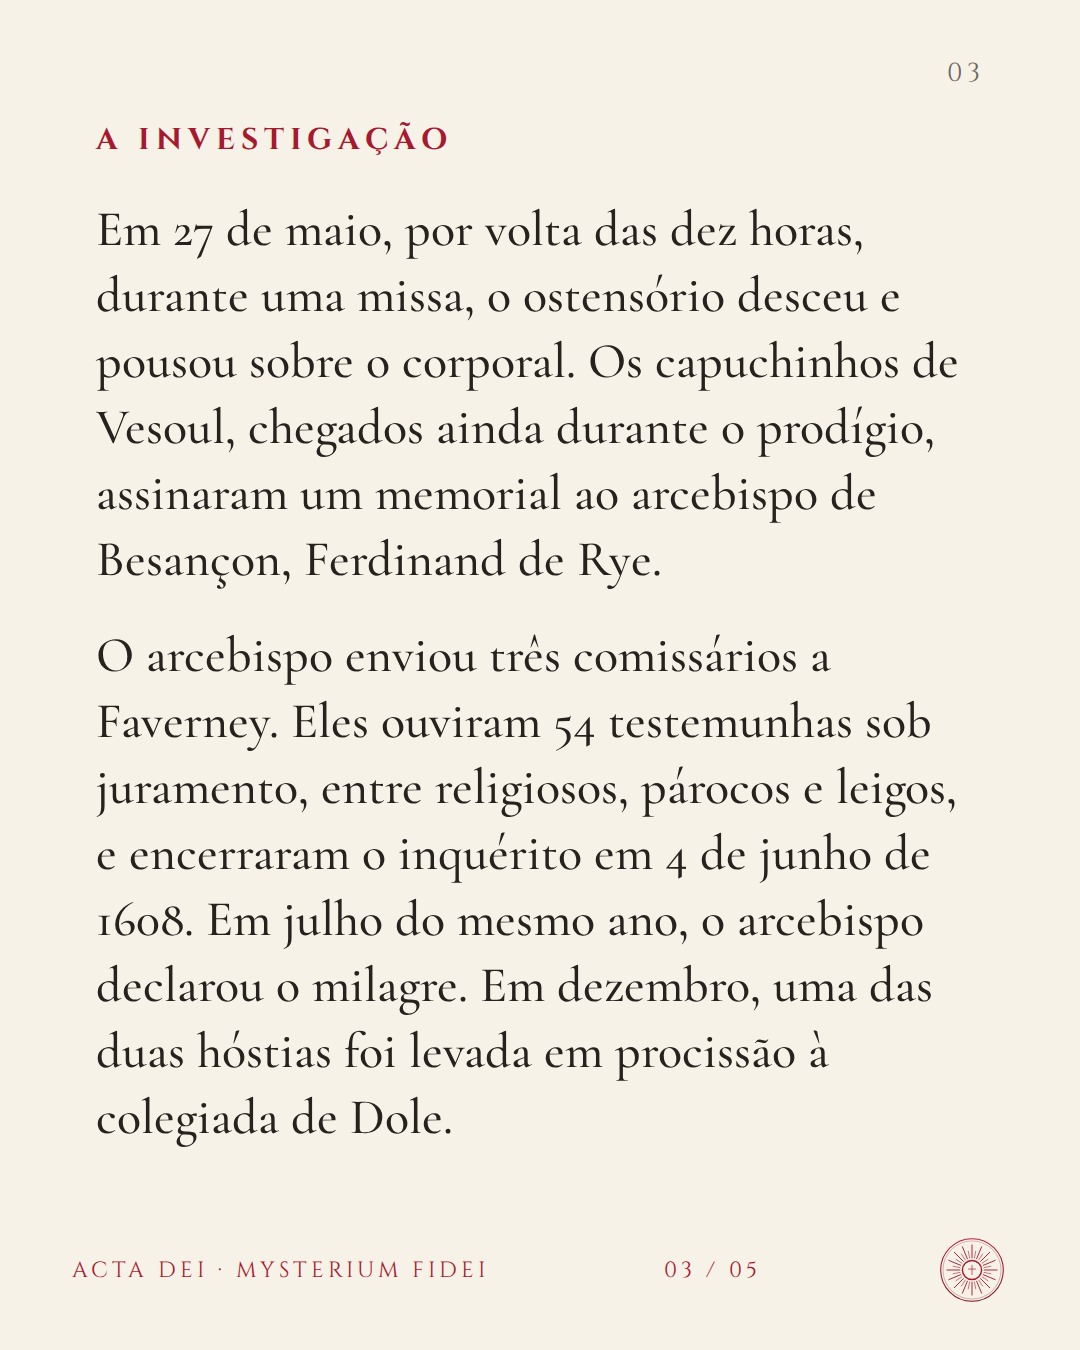 03
A INVESTIGAÇÃO
Em 27 de maio, por volta das dez horas,
durante uma missa, o ostensório desceu e
pousou sobre o corporal. Os capuchinhos de
Vesoul, chegados ainda durante o prodígio,
assinaram um memorial ao arcebispo de
Besançon, Ferdinand de Rye.
O arcebispo enviou três comissários a
Faverney. Eles ouviram 54 testemunhas sob
juramento, entre religiosos, párocos e leigos,
e encerraram o inquérito em 4 de junho de
1608. Em julho do mesmo ano, o arcebispo
declarou o milagre. Em dezembro, uma das
duas hóstias foi levada em procissão à
colegiada de Dole.
ACTA DEI · MYSTERIUM FIDEI 03 / 05